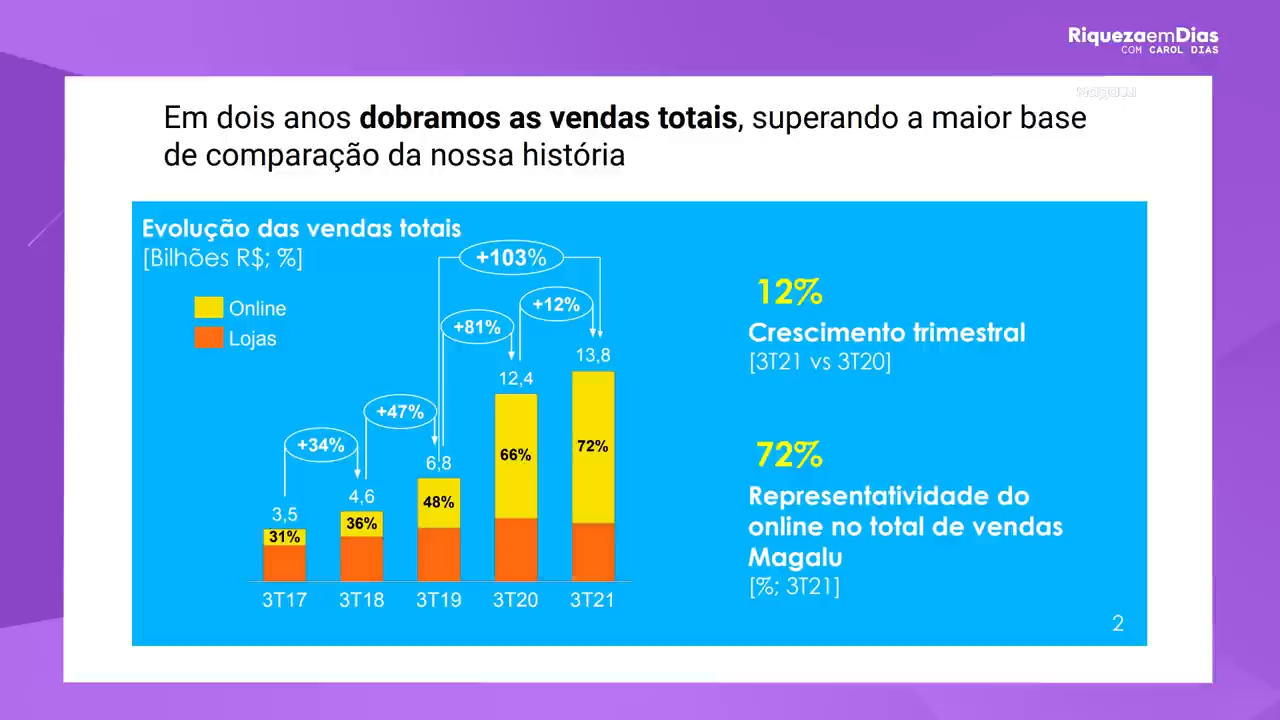 RiquezaemDias
COM CAROL DIAS
Magalu
Em dois anos dobramos as vendas totais, superando a maior base
de comparação da nossa história
Evolução das vendas totais
[Bilhões R$; %]
Online
Lojas
+103%
+12%
+81%
+47%
+34%
13,8
12,4
6,8
4,6
3,5
72%
66%
48%
36%
31%
3T17 3T18 3T19 3T20 3T21
12%
Crescimento trimestral
[3T21 vs 3T20]
72%
Representatividade do
online no total de vendas
Magalu
[%; 3T21]
2